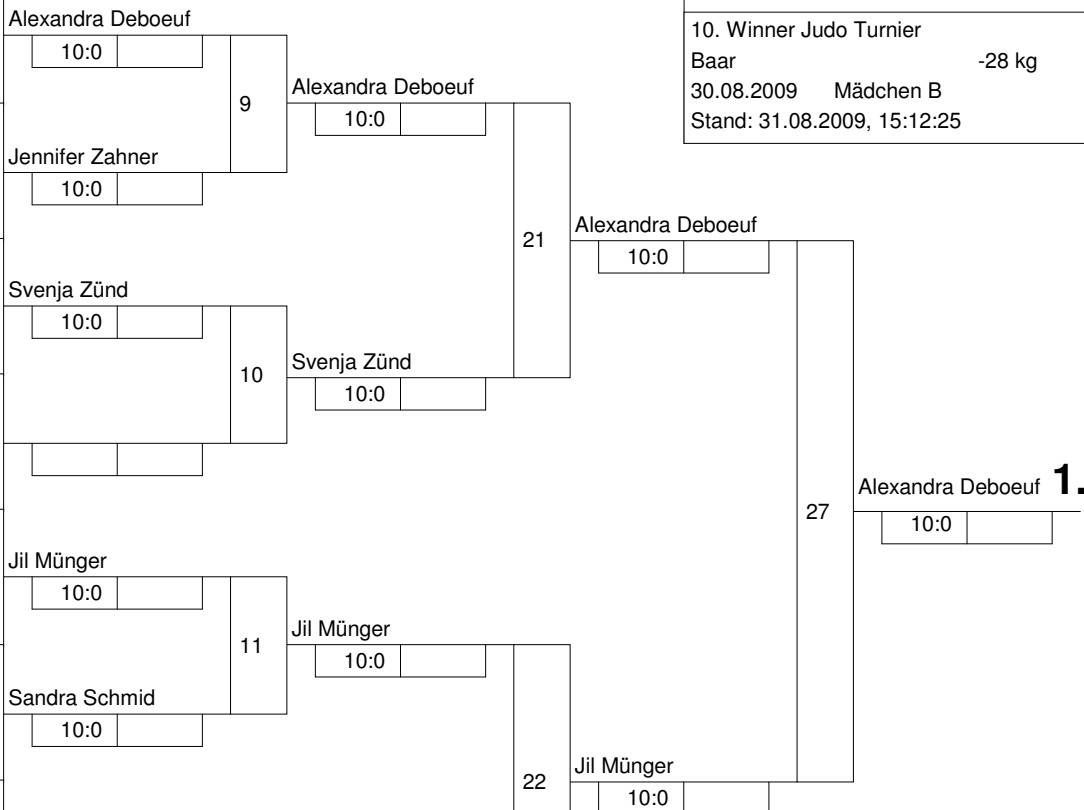 10. Winner Judo Turnier
Baar -28 kg
30.08.2009 Mädchen B
Stand: 31.08.2009, 15:12:25
Alexandra Deboeuf
10:0
9
Jennifer Zahner
10:0
Alexandra Deboeuf
10:0
Svenja Zünd
10:0
10
Svenja Zünd
10:0
21
Alexandra Deboeuf
10:0
Jil Münger
10:0
11
Sandra Schmid
10:0
Jil Münger
10:0
22
Jil Münger
10:0
27
Alexandra Deboeuf 1.
10:0